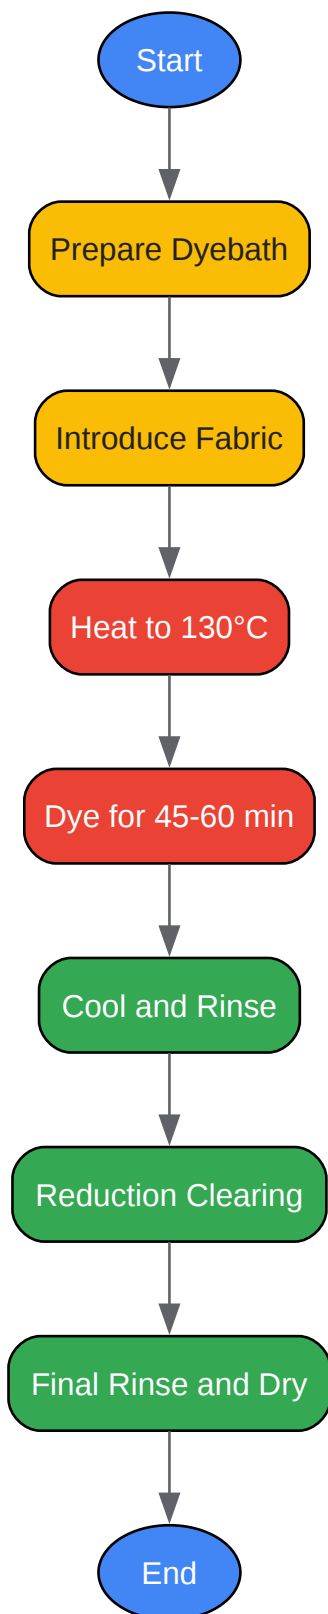 Start
Prepare Dyebath
Introduce Fabric
Heat to 130°C
Dye for 45-60 min
Cool and Rinse
Reduction Clearing
Final Rinse and Dry
End